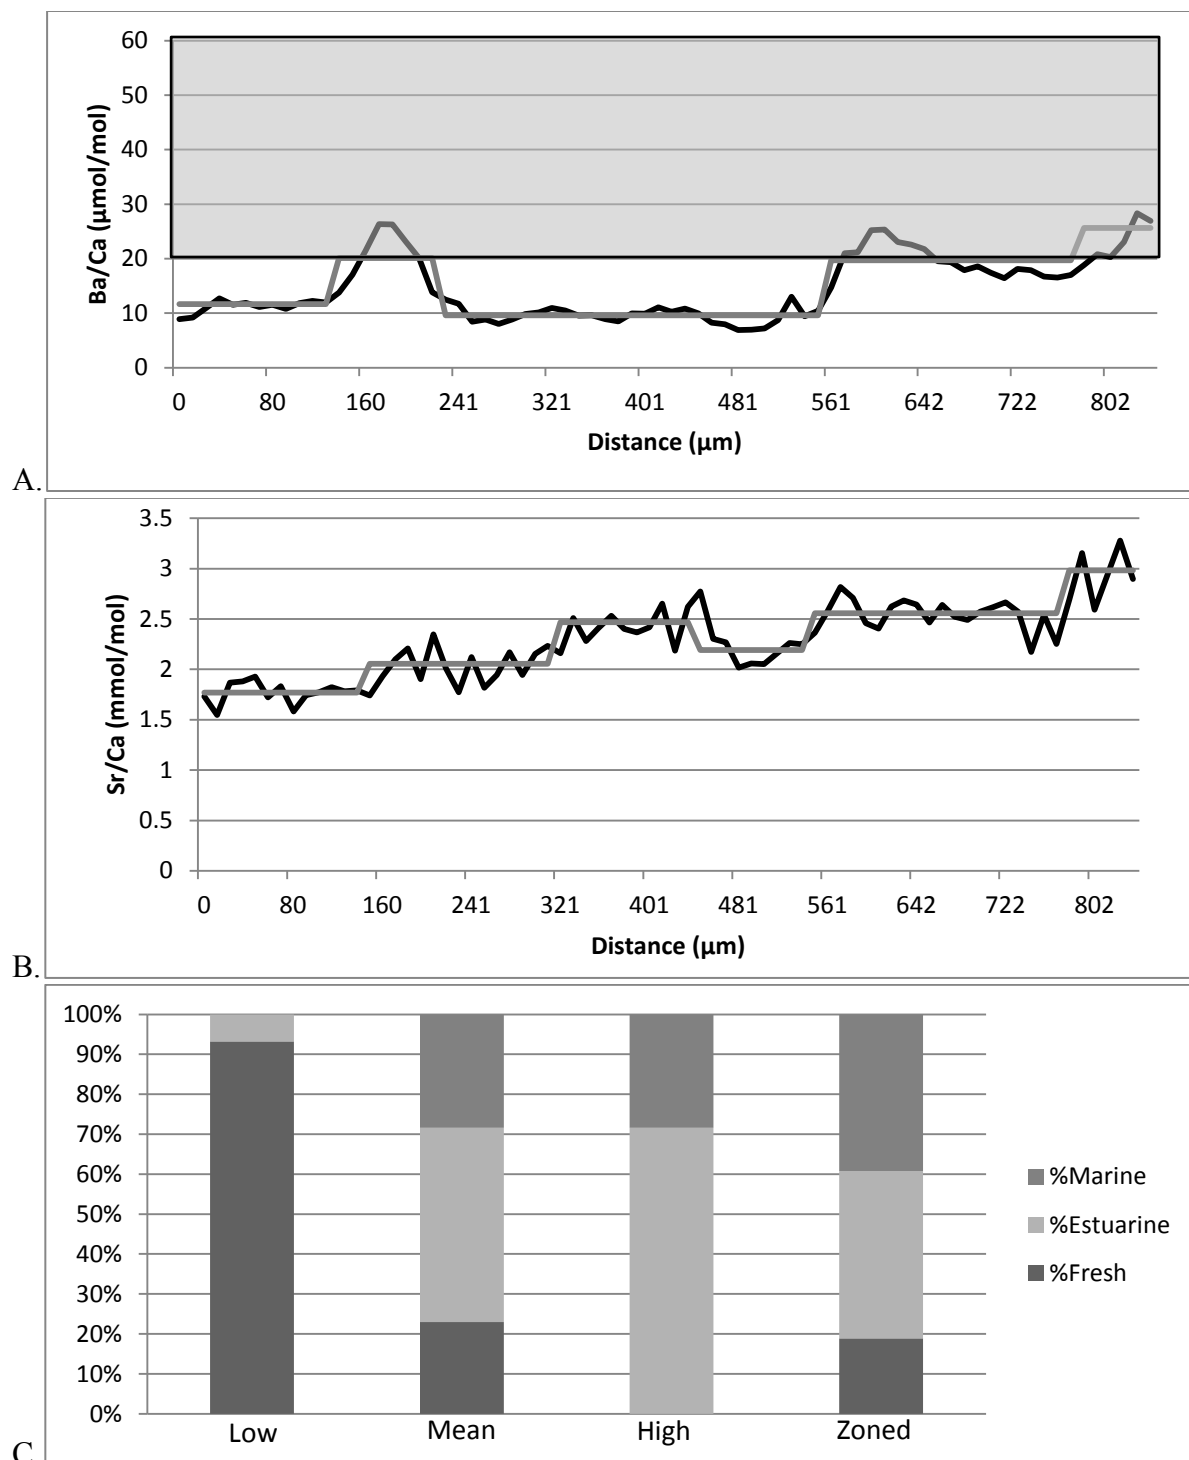 60
50
40
30
20
10
0
Ba/Ca (µmol/mol)
0 80 160 241 321 401 481 561 642 722 802
Distance (µm)
A.
3.5
3
2.5
2
1.5
1
0.5
0
Sr/Ca (mmol/mol)
0 80 160 241 321 401 481 561 642 722 802
Distance (µm)
B.
100%
90%
80%
70%
60%
50%
40%
30%
20%
10%
0%
Low Mean High Zoned
%Marine
%Estuarine
%Fresh
C